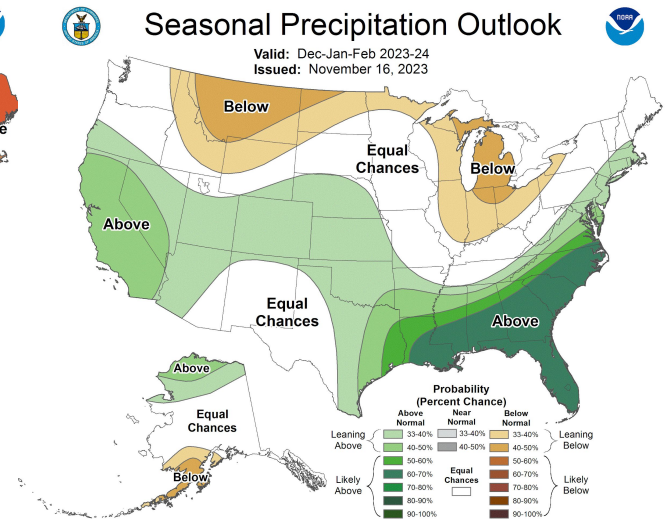 Seasonal Precipitation Outlook
NOAA
Valid: Dec-Jan-Feb 2023-24
Issued: November 16, 2023
e
Below
Equal
Chances
Below
Above
Equal
Chances
Above
Above
Equal
Chances
Below
Probability
(Percent Chance)
Above
Normal
Near
Normal
Below
Normal
Leaning
Above
33-40%
40-50%
33-40%
40-50%
33-40%
40-50%
Leaning
Below
Likely
Above
50-60%
60-70%
70-80%
80-90%
90-100%
Equal
Chances
50-60%
60-70%
70-80%
80-90%
90-100%
Likely
Below